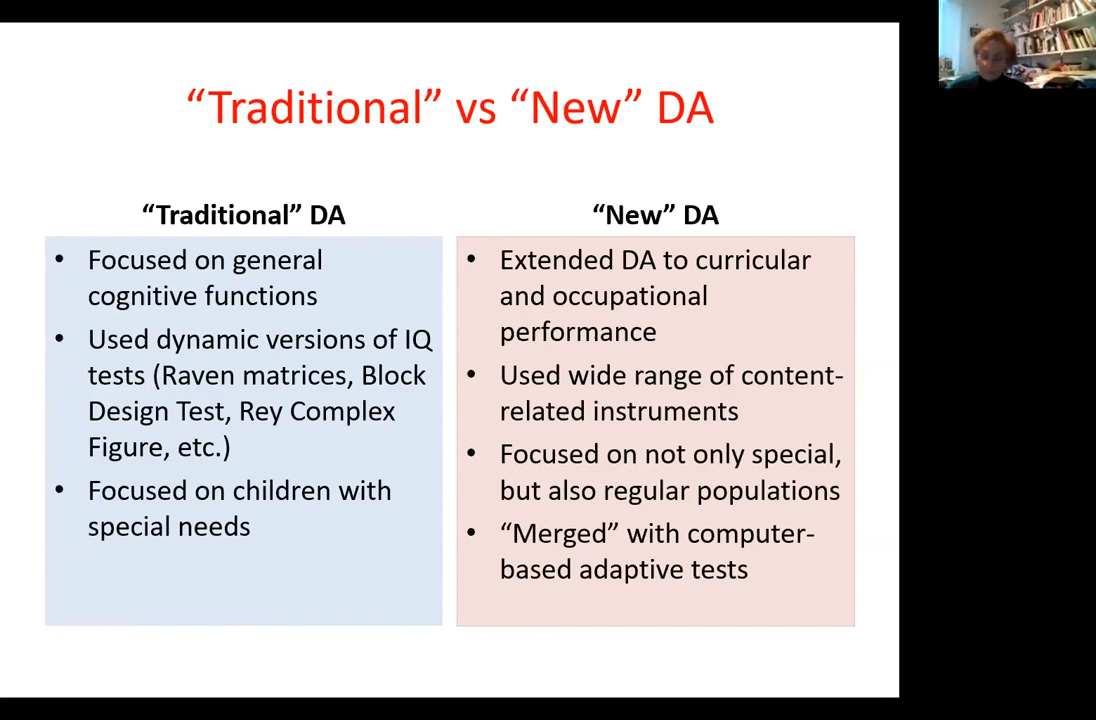 “Traditional” vs “New” DA
“Traditional” DA
• Focused on general
cognitive functions
• Used dynamic versions of IQ
tests (Raven matrices, Block
Design Test, Rey Complex
Figure, etc.)
• Focused on children with
special needs
“New” DA
• Extended DA to curricular
and occupational
performance
• Used wide range of content-
related instruments
• Focused on not only special,
but also regular populations
• “Merged” with computer-
based adaptive tests